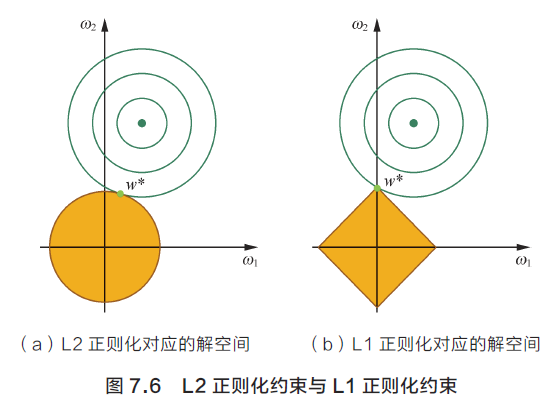 ω₂
w*
ω₁
ω₂
w*
ω₁
（a）L2 正则化对应的解空间
（b）L1 正则化对应的解空间
图 7.6 L2 正则化约束与 L1 正则化约束